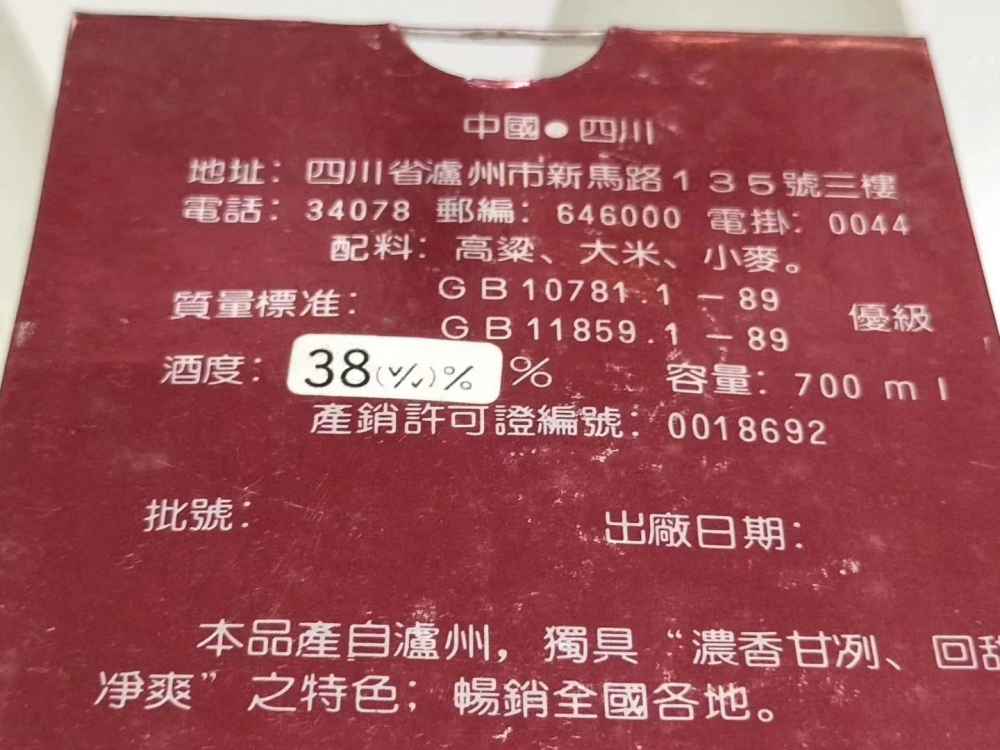 中國●四川
地址：四川省瀘州市新馬路135號三樓
電話：34078 郵編：646000 電掛：0044
配料：高粱、大米、小麥。
質量標准：GB10781.1－89 優級
GB11859.1－89
酒度：38(V/V)% % 容量：700ml
產銷許可證編號：0018692
批號： 出廠日期：
本品產自瀘州，獨具“濃香甘冽、回甜
凈爽”之特色；暢銷全國各地。